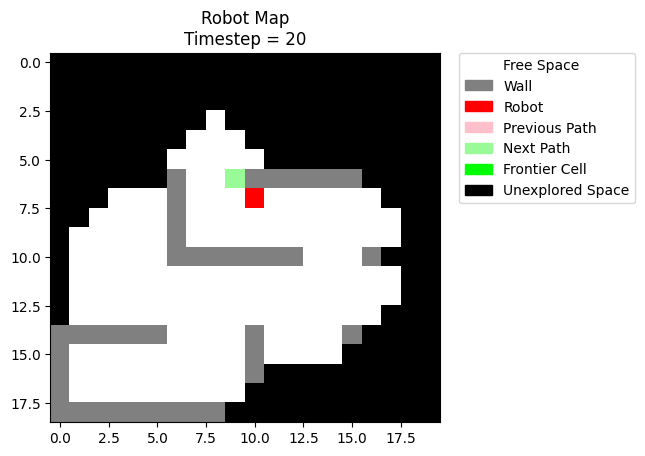 Robot Map
Timestep = 20
0.0
2.5
5.0
7.5
10.0
12.5
15.0
17.5
0.0
2.5
5.0
7.5
10.0
12.5
15.0
17.5
Free Space
Wall
Robot
Previous Path
Next Path
Frontier Cell
Unexplored Space